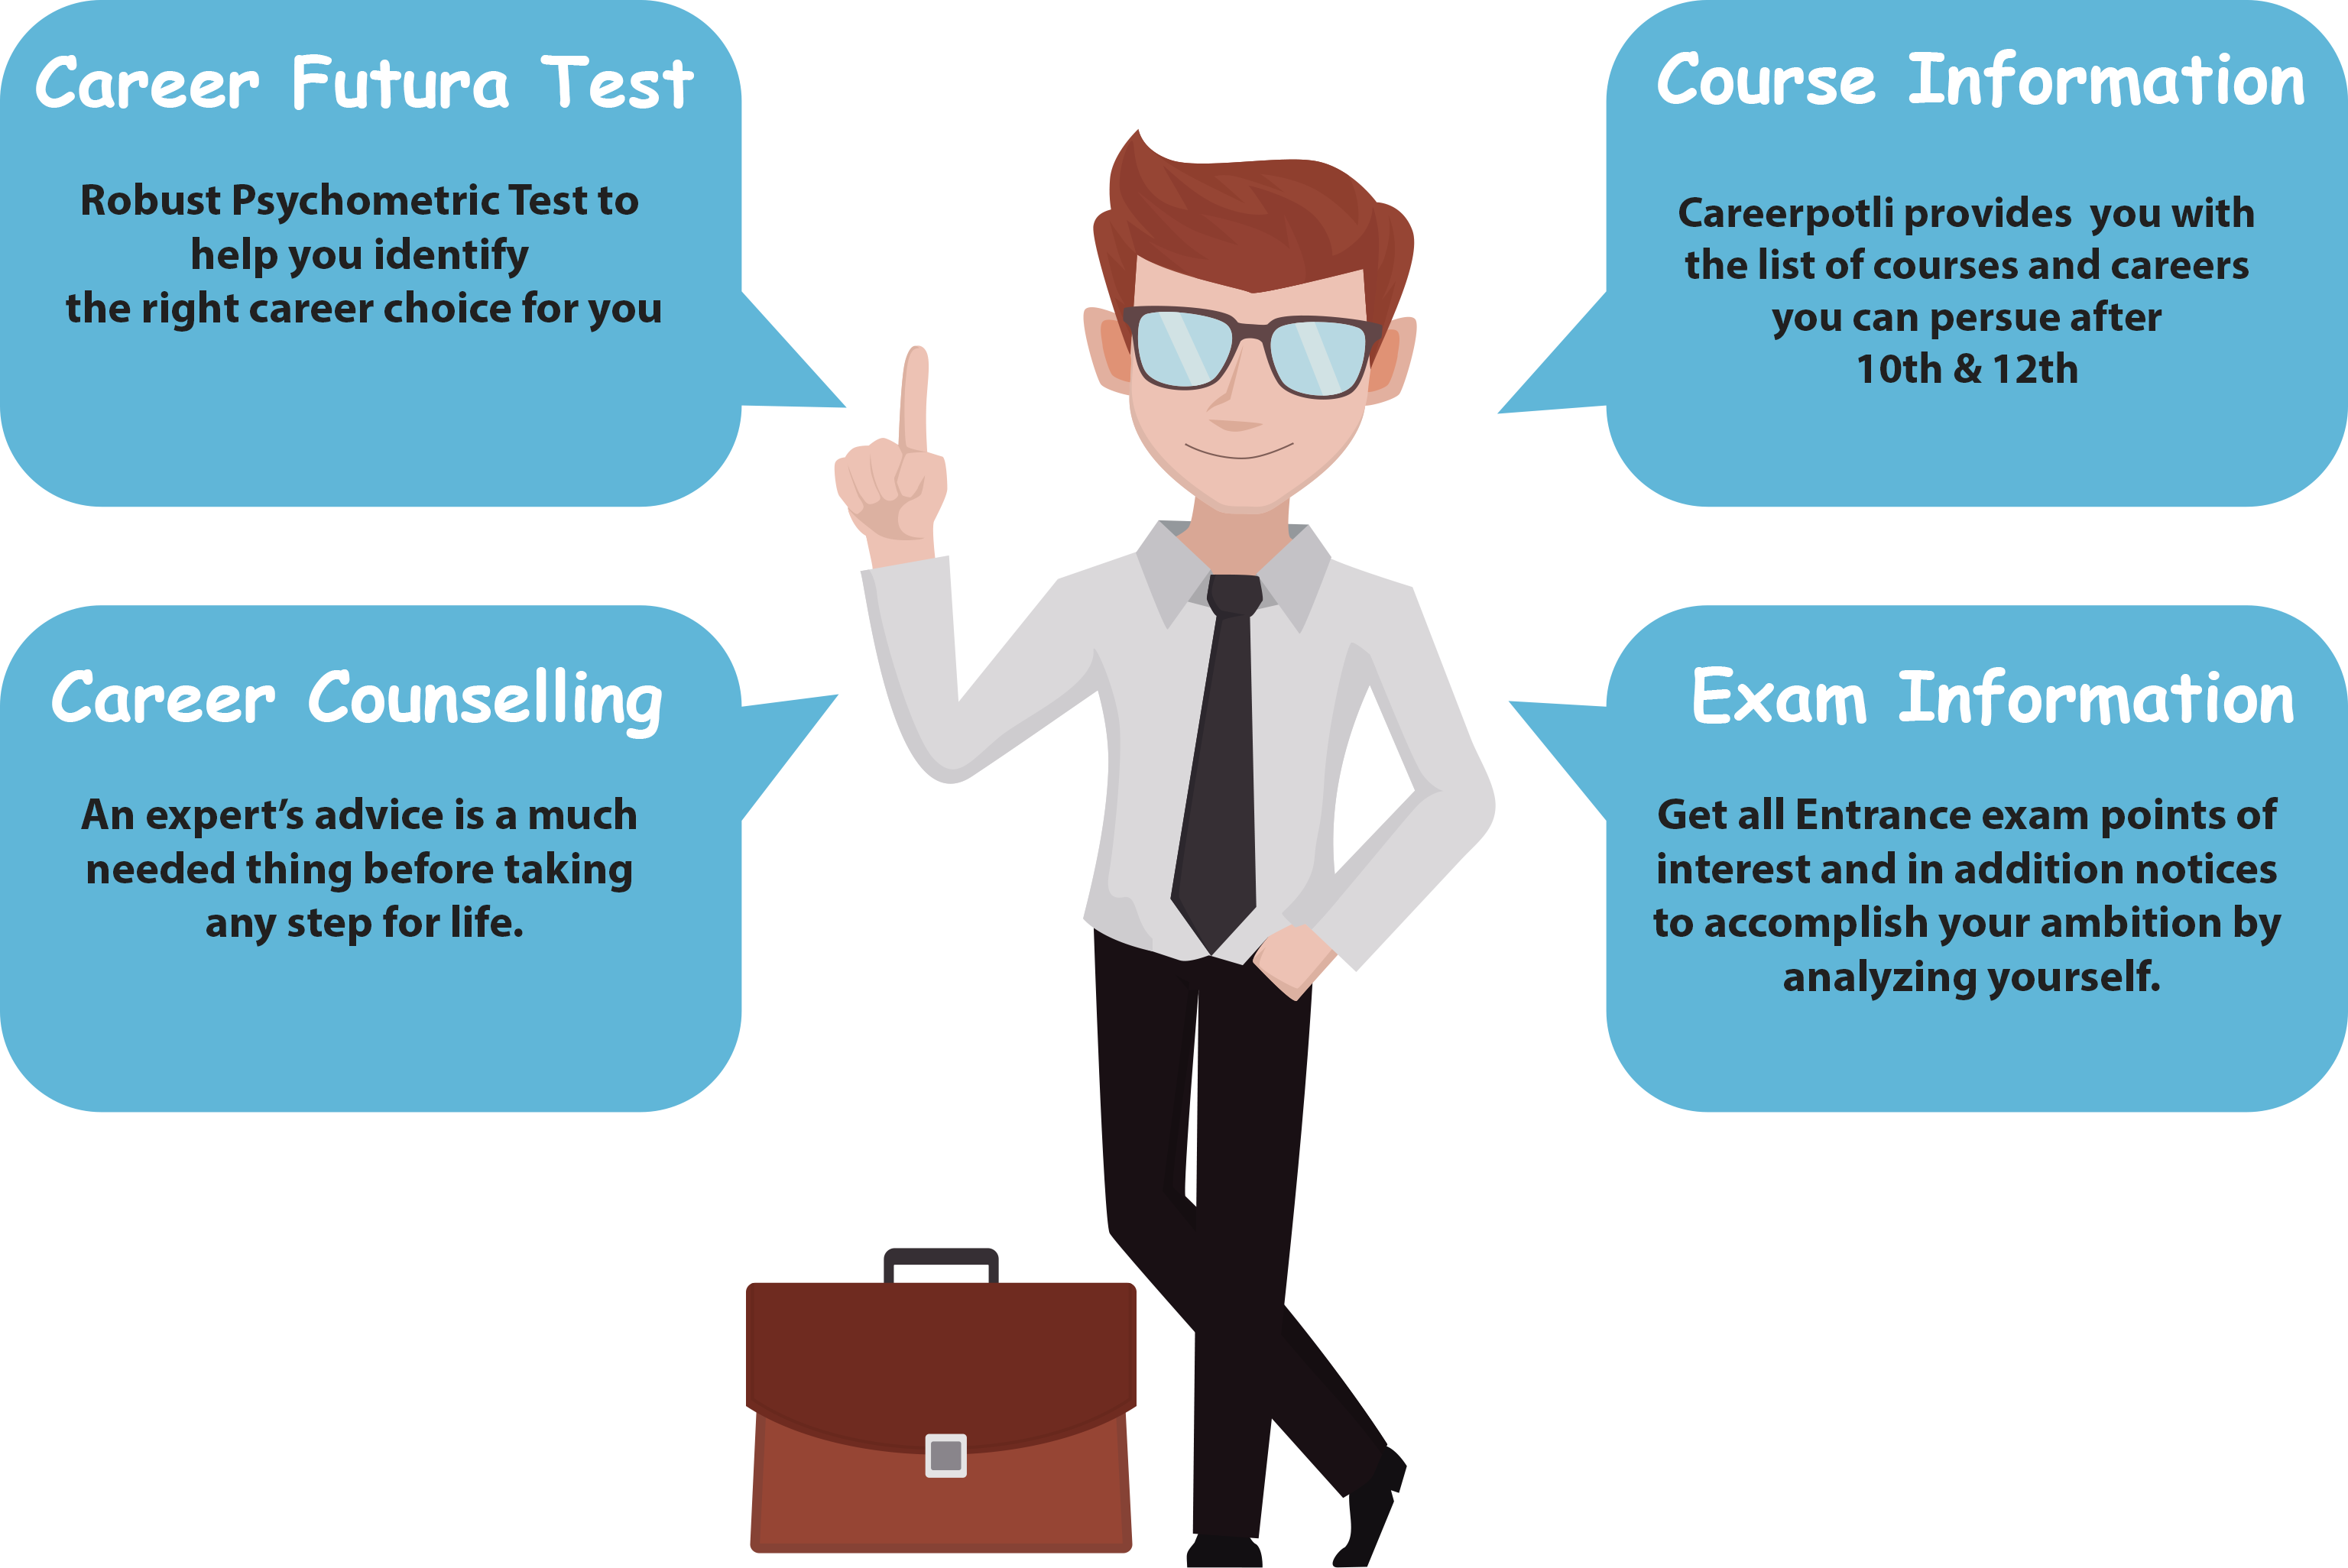 Career Futura Test
Robust Psychometric Test to
help you identify
the right career choice for you
Course Information
Careerpotli provides you with
the list of courses and careers
you can persue after
10th & 12th
Career Counselling
An expert’s advice is a much
needed thing before taking
any step for life.
Exam Information
Get all Entrance exam points of
interest and in addition notices
to accomplish your ambition by
analyzing yourself.